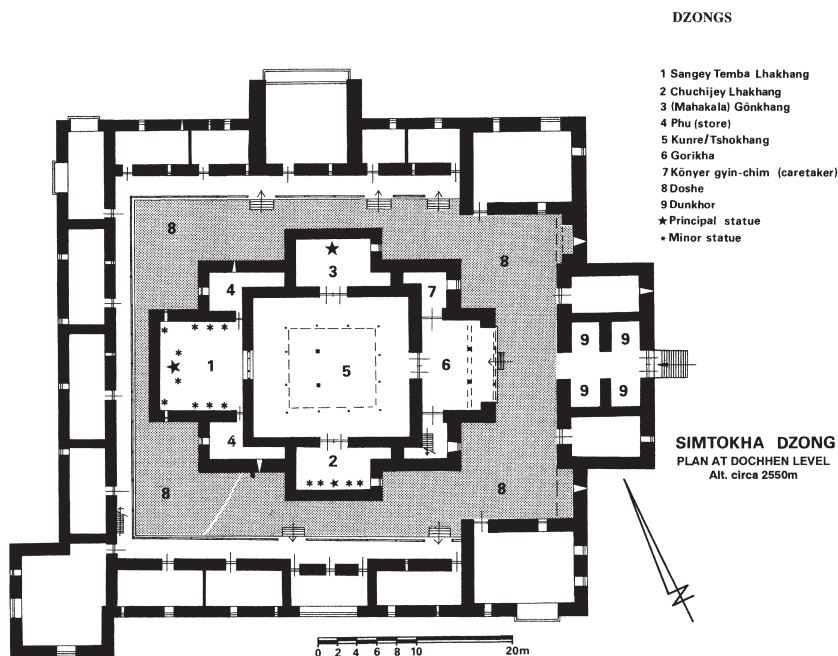 DZONGS
1 Sangey Temba Lhakhang
2 Chuchijey Lhakhang
3 (Mahakala) Gönkhang
4 Phu (store)
5 Kunre/Tshokhang
6 Gorikha
7 Könyer gyin-chim (caretaker)
8 Doshe
9 Dunkhor
★ Principal statue
* Minor statue
8
3
8
4
7
9 9
1
5
6
9 9
4
2
8
8
SIMTOKHA DZONG
PLAN AT DOCHHEN LEVEL
Alt. circa 2550m
0 2 4 6 8 10 20m